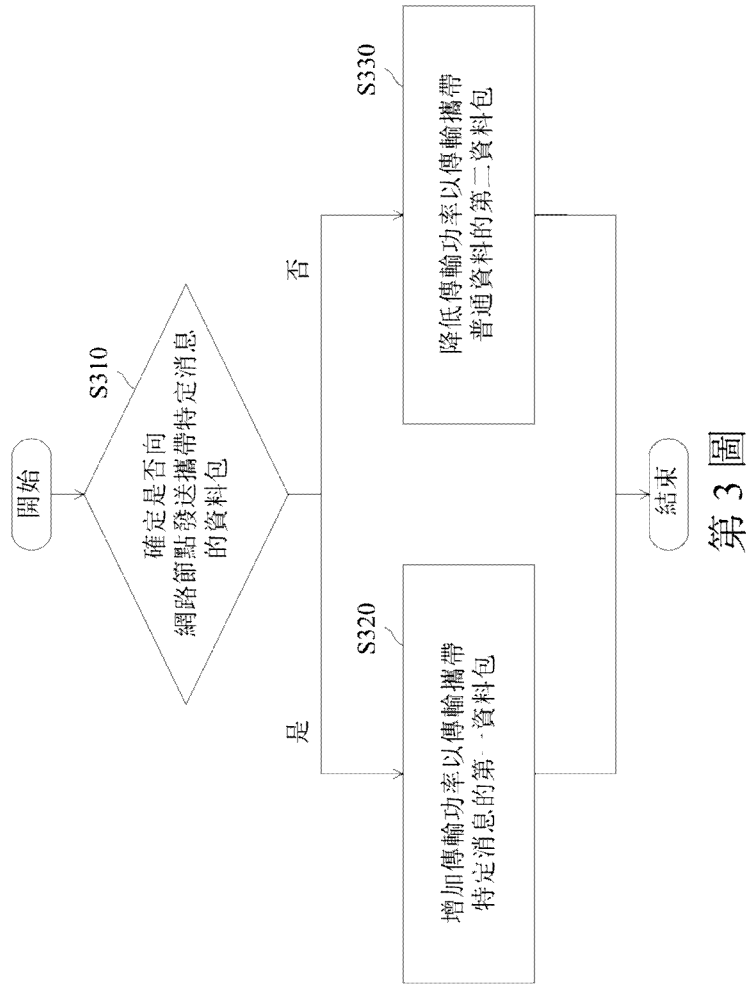 開始
S310
確定是否向
網路節點發送攜帶特定消息
的資料包
是
否
S320
增加傳輸功率以傳輸攜帶
特定消息的第一資料包
S330
降低傳輸功率以傳輸攜帶
普通資料的第二資料包
結束
第 3 圖